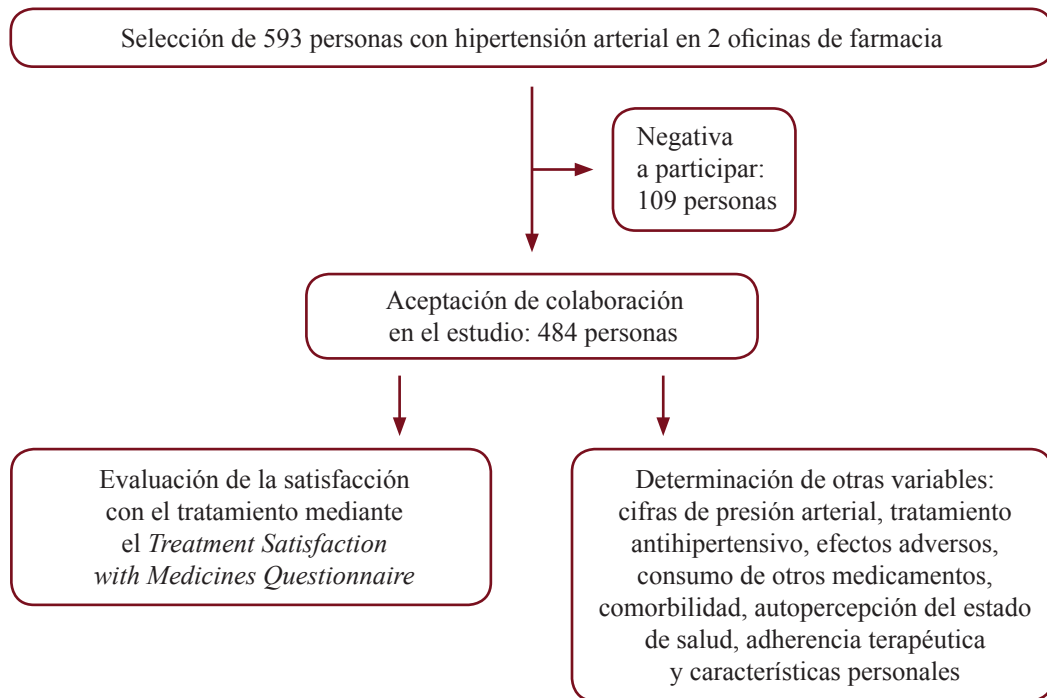 Selección de 593 personas con hipertensión arterial en 2 oficinas de farmacia
Negativa
a participar:
109 personas
Aceptación de colaboración
en el estudio: 484 personas
Evaluación de la satisfacción
con el tratamiento mediante
el Treatment Satisfaction
with Medicines Questionnaire
Determinación de otras variables:
cifras de presión arterial, tratamiento
antihipertensivo, efectos adversos,
consumo de otros medicamentos,
comorbilidad, autopercepción del estado
de salud, adherencia terapéutica
y características personales